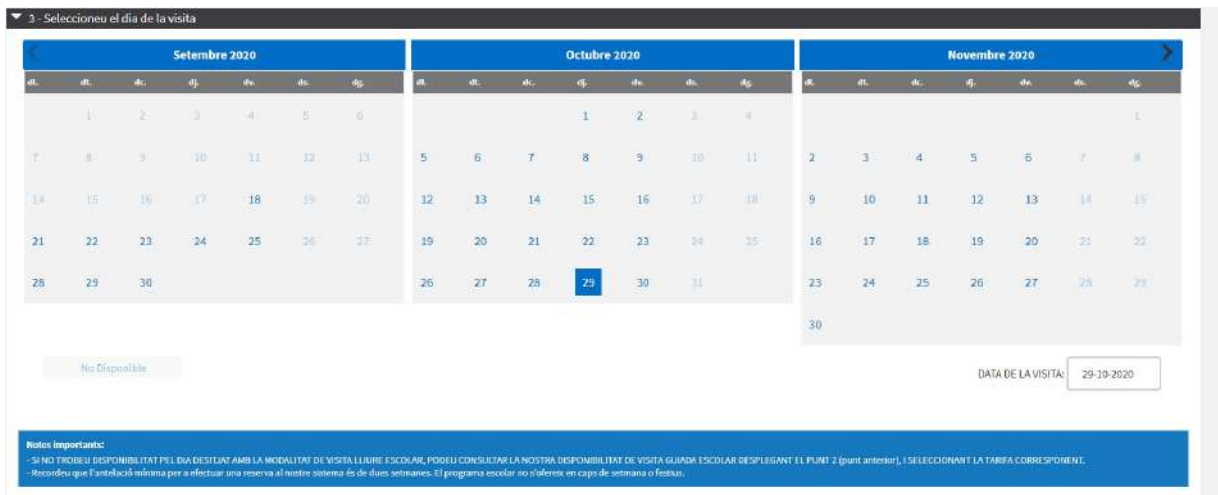 3 - Seleccioneu el dia de la visita
Setembre 2020 Octubre 2020 Novembre 2020
dl. dt. dc. dj. dv. ds. dg. dl. dt. dc. dj. dv. ds. dg. dl. dt. dc. dj. dv. ds. dg.
1 2 3 4 5 6 1 2 3 4 1
7 8 9 10 11 12 13 5 6 7 8 9 10 11 2 3 4 5 6 7 8
14 15 16 17 18 19 20 12 13 14 15 16 17 18 9 10 11 12 13 14 15
21 22 23 24 25 26 27 19 20 21 22 23 24 25 16 17 18 19 20 21 22
28 29 30 26 27 28 29 30 31 23 24 25 26 27 28 29
30
No Disponible DATA DE LA VISITA: 29-10-2020
Notes importants:
- SI NO TROBEU DISPONIBILITAT PEL DIA DESITJAT AMB LA MODALITAT DE VISITA LLIURE ESCOLAR, PODEU CONSULTAR LA NOSTRA DISPONIBILITAT DE VISITA GUIADA ESCOLAR DESPLEGANT EL PUNT 2 (punt anterior), I SELECCIONANT LA TARIFA CORRESPONENT.
- Recordeu que l'antelació mínima per a efectuar una reserva al nostre sistema és de dues setmanes. El programa escolar no s'ofereix en caps de setmana o festius.